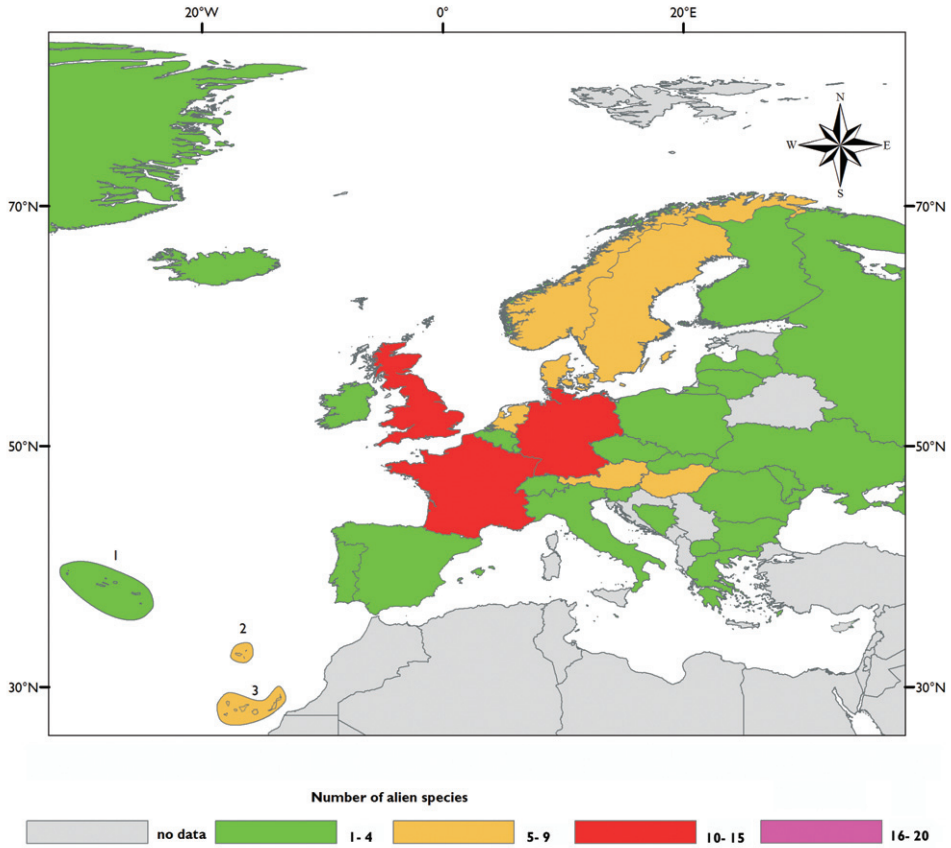 20°W 0° 20°E
N
W E
S
70°N 70°N
50°N 50°N
1
2
3
30°N 30°N
Number of alien species
no data 1- 4 5- 9 10- 15 16- 20